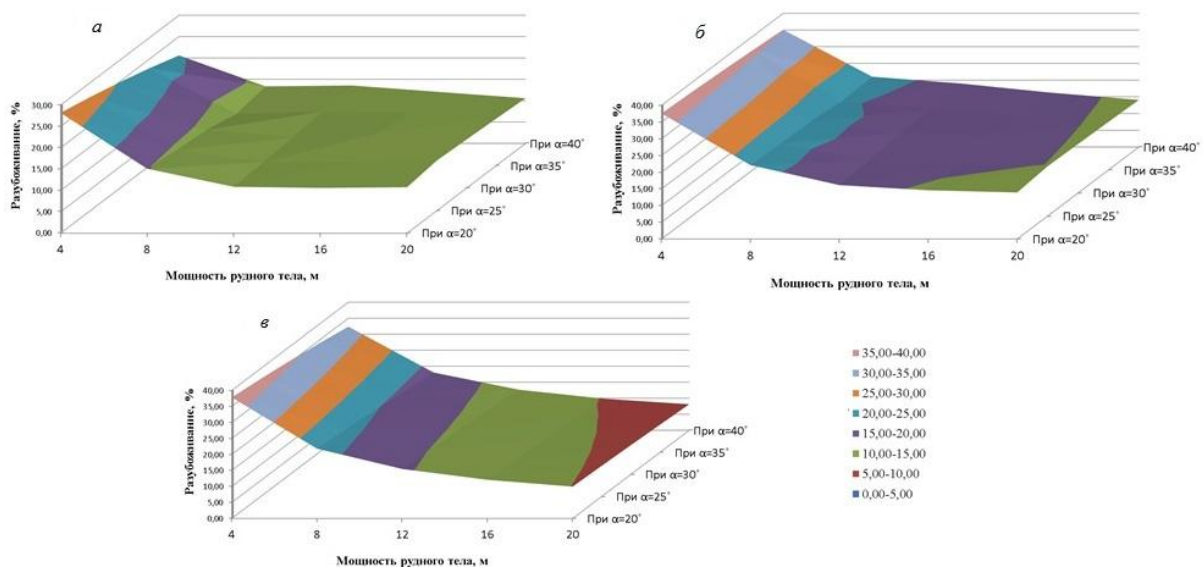 а
Разубоживание, %
30,00
25,00
20,00
15,00
10,00
5,00
0,00
4
8
12
16
20
При α=40˚
При α=35˚
При α=30˚
При α=25˚
При α=20˚
Мощность рудного тела, м
б
Разубоживание, %
40,00
35,00
30,00
25,00
20,00
15,00
10,00
5,00
0,00
4
8
12
16
20
При α=40˚
При α=35˚
При α=30˚
При α=25˚
При α=20˚
Мощность рудного тела, м
в
Разубоживание, %
40,00
35,00
30,00
25,00
20,00
15,00
10,00
5,00
0,00
4
8
12
16
20
При α=40˚
При α=35˚
При α=30˚
При α=25˚
При α=20˚
Мощность рудного тела, м
35,00-40,00
30,00-35,00
25,00-30,00
20,00-25,00
15,00-20,00
10,00-15,00
5,00-10,00
0,00-5,00